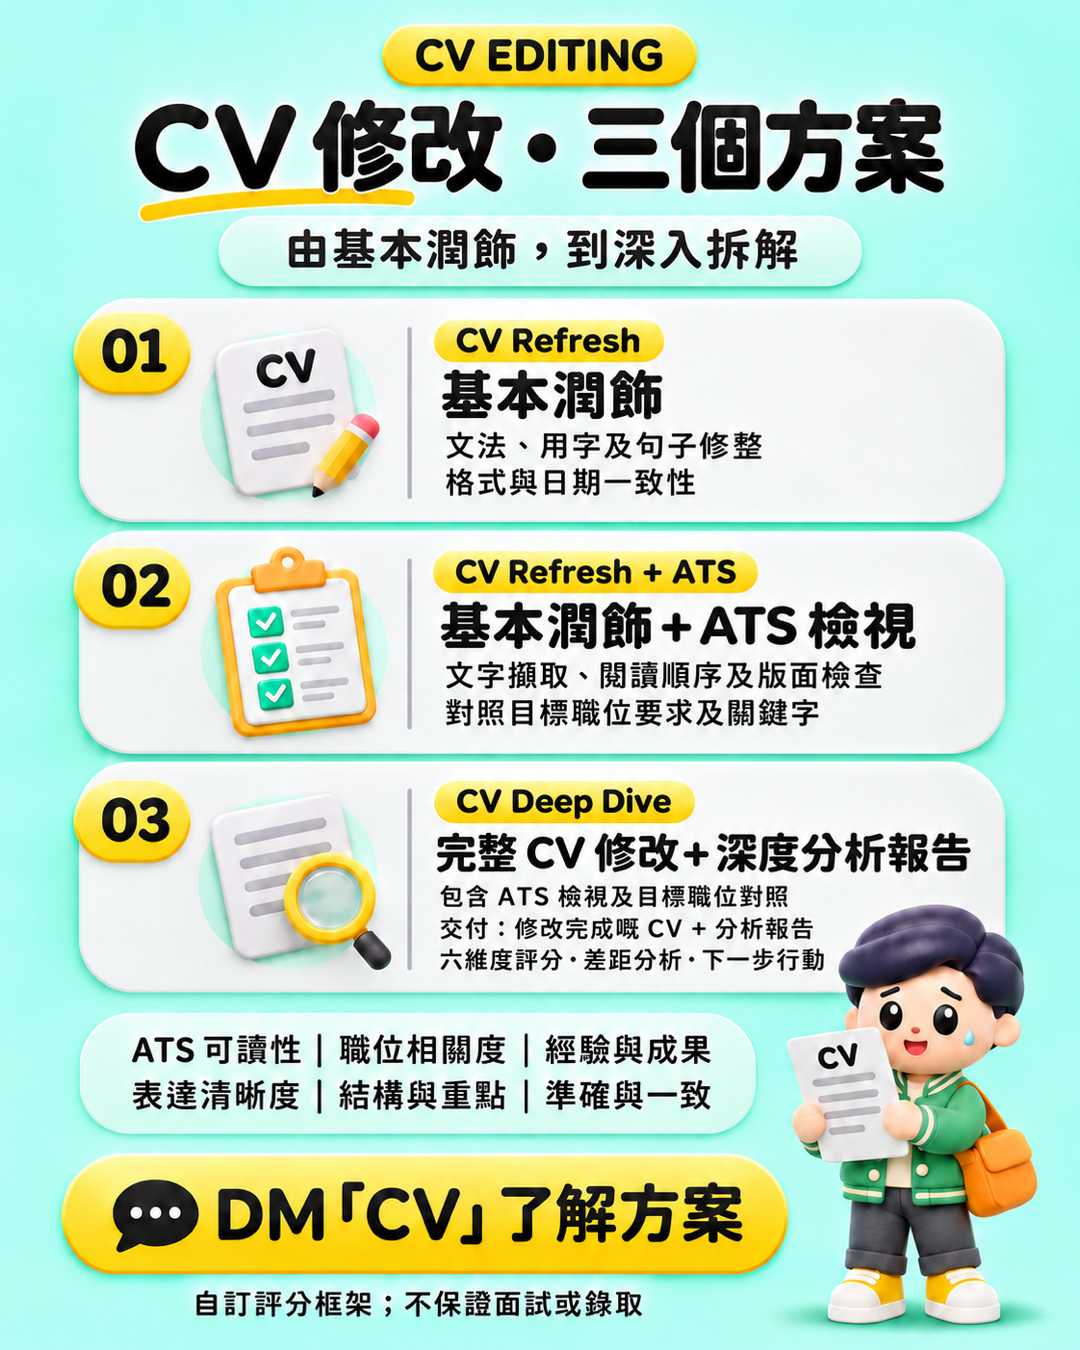 CV EDITING
CV 修改・三個方案
由基本潤飾，到深入拆解
01
CV
CV Refresh
基本潤飾
文法、用字及句子修整
格式與日期一致性
02
CV Refresh + ATS
基本潤飾+ATS 檢視
文字擷取、閱讀順序及版面檢查
對照目標職位要求及關鍵字
03
CV Deep Dive
完整 CV 修改+深度分析報告
包含 ATS 檢視及目標職位對照
交付：修改完成嘅 CV + 分析報告
六維度評分・差距分析・下一步行動
ATS 可讀性｜職位相關度｜經驗與成果
表達清晰度｜結構與重點｜準確與一致
CV
DM「CV」了解方案
自訂評分框架；不保證面試或錄取